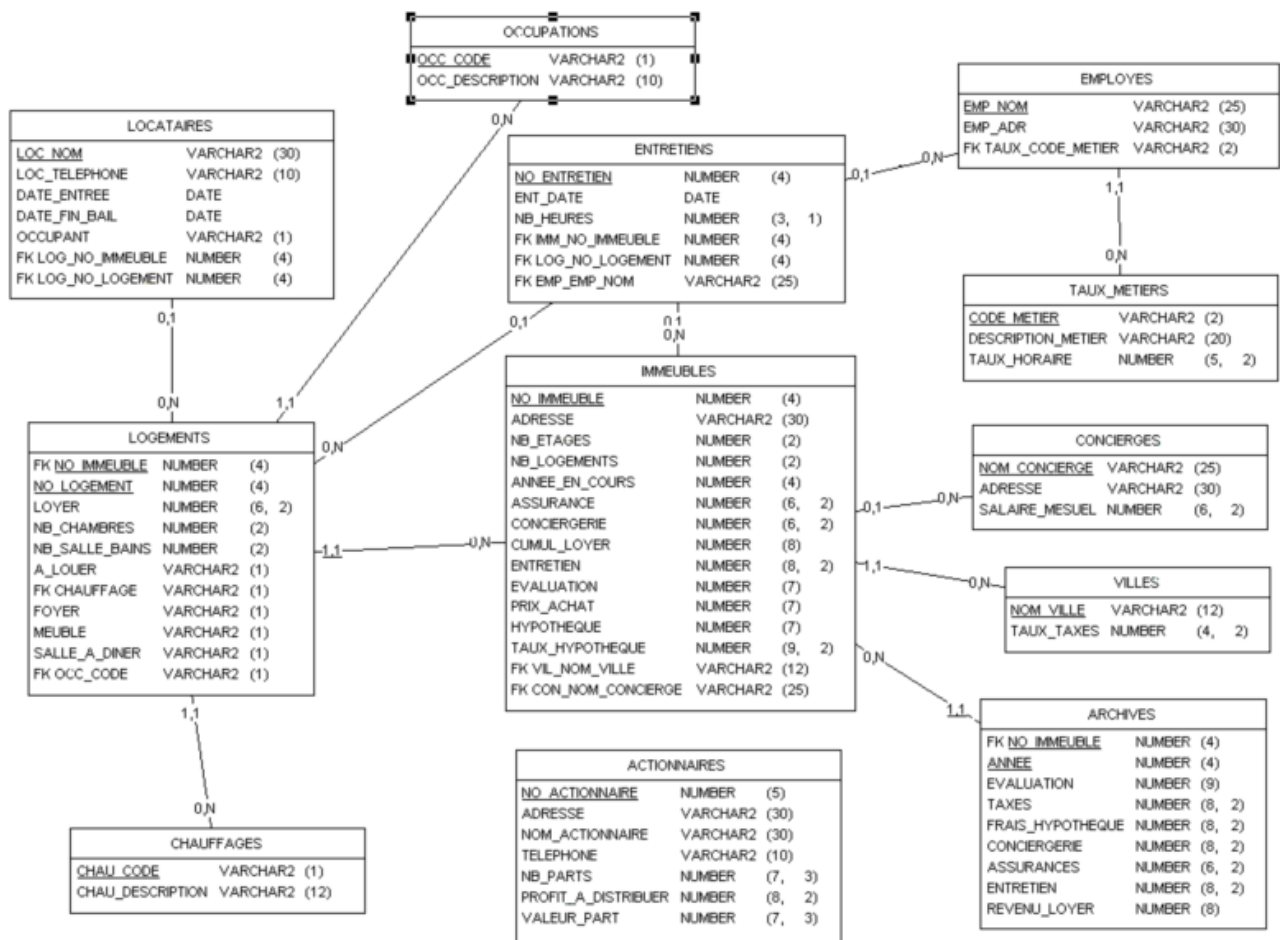 OCCUPATIONS
OCC_CODE VARCHAR2 (1)
OCC_DESCRIPTION VARCHAR2 (10)
0,N
1,1
LOCATAIRES
LOC_NOM VARCHAR2 (30)
LOC_TELEPHONE VARCHAR2 (10)
DATE_ENTREE DATE
DATE_FIN_BAIL DATE
OCCUPANT VARCHAR2 (1)
FK LOG_NO_IMMEUBLE NUMBER (4)
FK LOG_NO_LOGEMENT NUMBER (4)
0,1
0,N
ENTRETIENS
NO_ENTRETIEN NUMBER (4)
ENT_DATE DATE
NB_HEURES NUMBER (3, 1)
FK IMM_NO_IMMEUBLE NUMBER (4)
FK LOG_NO_LOGEMENT NUMBER (4)
FK EMP_EMP_NOM VARCHAR2 (25)
0,1
0,N
0,1
0,N
0,1
0,N
EMPLOYES
EMP_NOM VARCHAR2 (25)
EMP_ADR VARCHAR2 (30)
FK TAUX_CODE_METIER VARCHAR2 (2)
1,1
0,N
TAUX_METIERS
CODE_METIER VARCHAR2 (2)
DESCRIPTION_METIER VARCHAR2 (20)
TAUX_HORAIRE NUMBER (5, 2)
LOGEMENTS
FK NO_IMMEUBLE NUMBER (4)
NO_LOGEMENT NUMBER (4)
LOYER NUMBER (6, 2)
NB_CHAMBRES NUMBER (2)
NB_SALLE_BAINS NUMBER (2)
A_LOUER VARCHAR2 (1)
FK CHAUFFAGE VARCHAR2 (1)
FOYER VARCHAR2 (1)
MEUBLE VARCHAR2 (1)
SALLE_A_DINER VARCHAR2 (1)
FK OCC_CODE VARCHAR2 (1)
1,1
0,N
1,1
0,N
IMMEUBLES
NO_IMMEUBLE NUMBER (4)
ADRESSE VARCHAR2 (30)
NB_ETAGES NUMBER (2)
NB_LOGEMENTS NUMBER (2)
ANNEE_EN_COURS NUMBER (4)
ASSURANCE NUMBER (6, 2)
CONCIERGERIE NUMBER (6, 2)
CUMUL_LOYER NUMBER (8)
ENTRETIEN NUMBER (8, 2)
EVALUATION NUMBER (7)
PRIX_ACHAT NUMBER (7)
HYPOTHEQUE NUMBER (7)
TAUX_HYPOTHEQUE NUMBER (9, 2)
FK VIL_NOM_VILLE VARCHAR2 (12)
FK CON_NOM_CONCIERGE VARCHAR2 (25)
0,1
0,N
1,1
0,N
0,N
1,1
CONCIERGES
NOM_CONCIERGE VARCHAR2 (25)
ADRESSE VARCHAR2 (30)
SALAIRE_MESUEL NUMBER (6, 2)
VILLES
NOM_VILLE VARCHAR2 (12)
TAUX_TAXES NUMBER (4, 2)
ARCHIVES
FK NO_IMMEUBLE NUMBER (4)
ANNEE NUMBER (4)
EVALUATION NUMBER (9)
TAXES NUMBER (8, 2)
FRAIS_HYPOTHEQUE NUMBER (8, 2)
CONCIERGERIE NUMBER (8, 2)
ASSURANCES NUMBER (6, 2)
ENTRETIEN NUMBER (8, 2)
REVENU_LOYER NUMBER (8)
CHAUFFAGES
CHAU_CODE VARCHAR2 (1)
CHAU_DESCRIPTION VARCHAR2 (12)
ACTIONNAIRES
NO_ACTIONNAIRE NUMBER (5)
ADRESSE VARCHAR2 (30)
NOM_ACTIONNAIRE VARCHAR2 (30)
TELEPHONE VARCHAR2 (10)
NB_PARTS NUMBER (7, 3)
PROFIT_A_DISTRIBUER NUMBER (8, 2)
VALEUR_PART NUMBER (7, 3)